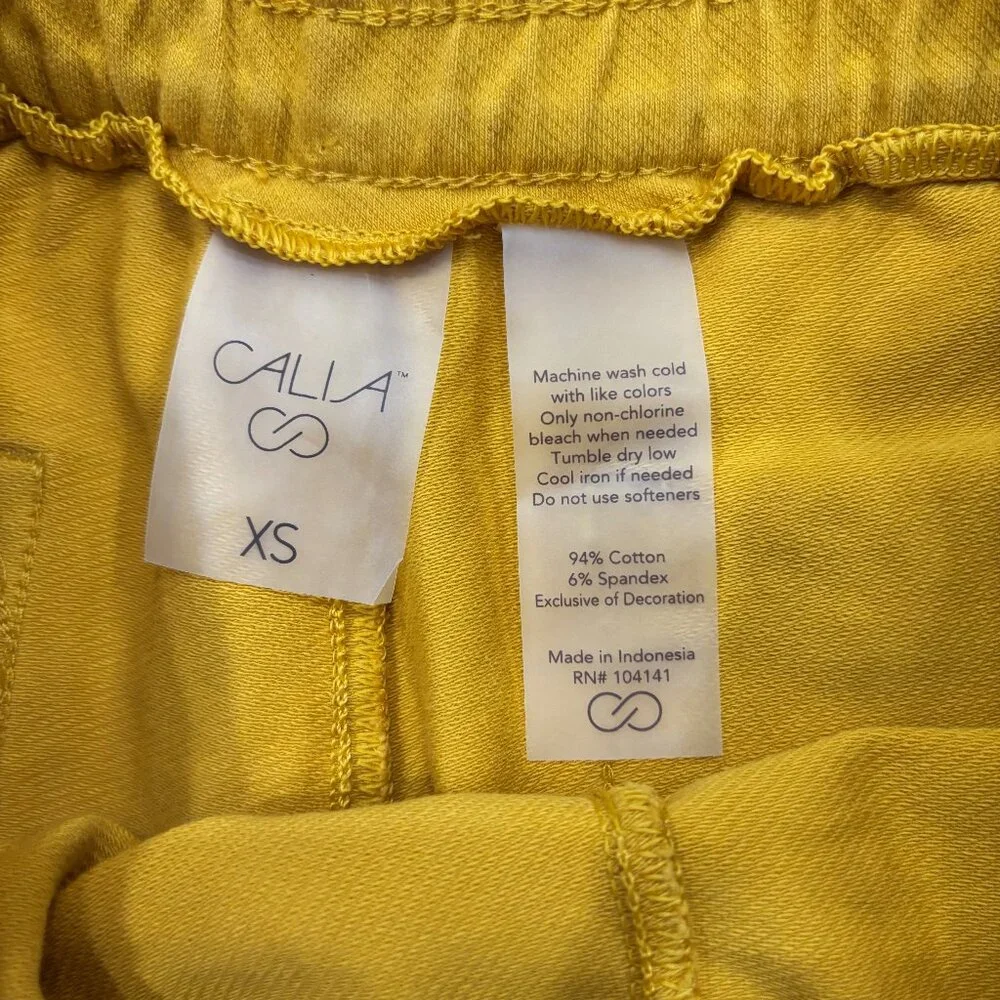 CALIA™
XS
Machine wash cold
with like colors
Only non-chlorine
bleach when needed
Tumble dry low
Cool iron if needed
Do not use softeners
94% Cotton
6% Spandex
Exclusive of Decoration
Made in Indonesia
RN# 104141